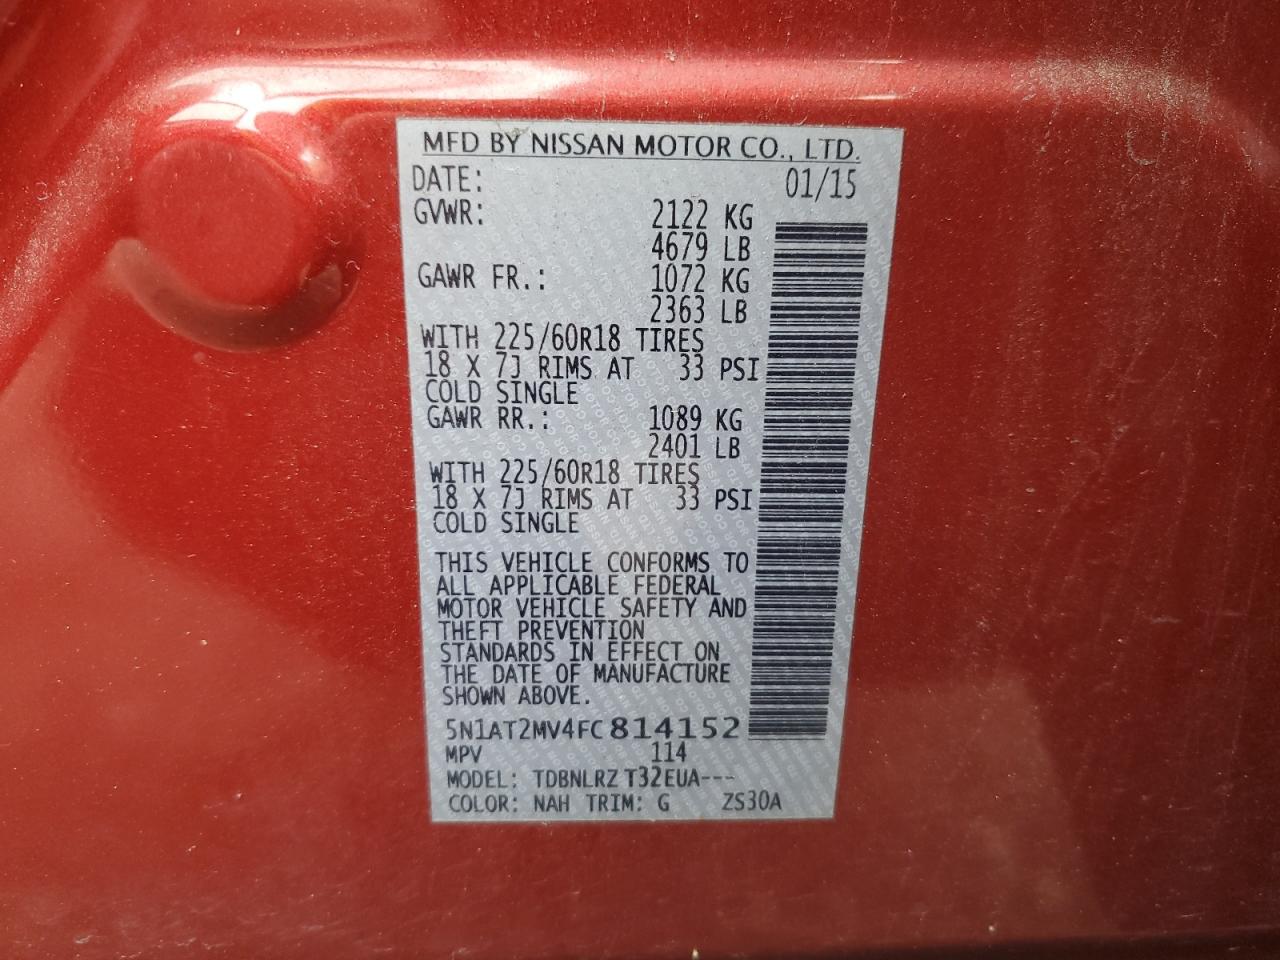 MFD BY NISSAN MOTOR CO., LTD.
DATE: 01/15
GVWR: 2122 KG
4679 LB
GAWR FR.: 1072 KG
2363 LB
WITH 225/60R18 TIRES
18 X 7J RIMS AT 33 PSI
COLD SINGLE
GAWR RR.: 1089 KG
2401 LB
WITH 225/60R18 TIRES
18 X 7J RIMS AT 33 PSI
COLD SINGLE
THIS VEHICLE CONFORMS TO
ALL APPLICABLE FEDERAL
MOTOR VEHICLE SAFETY AND
THEFT PREVENTION
STANDARDS IN EFFECT ON
THE DATE OF MANUFACTURE
SHOWN ABOVE.
5N1AT2MV4FC814152
MPV 114
MODEL: TDBNLRZ T32EUA---
COLOR: NAH TRIM: G ZS30A